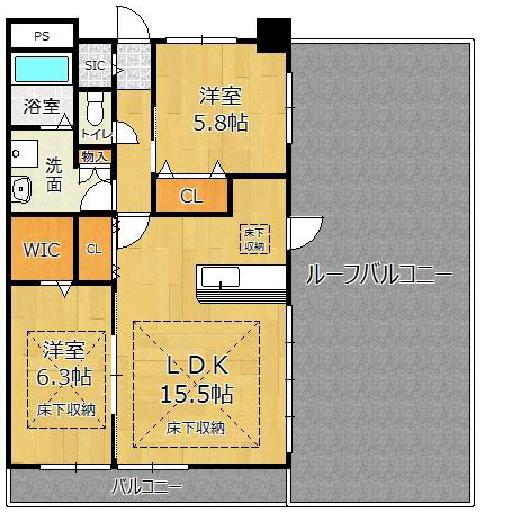 PS
SIC
浴室
トイレ
洋室
5.8帖
洗面
物入
CL
WIC
CL
床下
収納
ルーフバルコニー
洋室
6.3帖
床下収納
LDK
15.5帖
床下収納
バルコニー